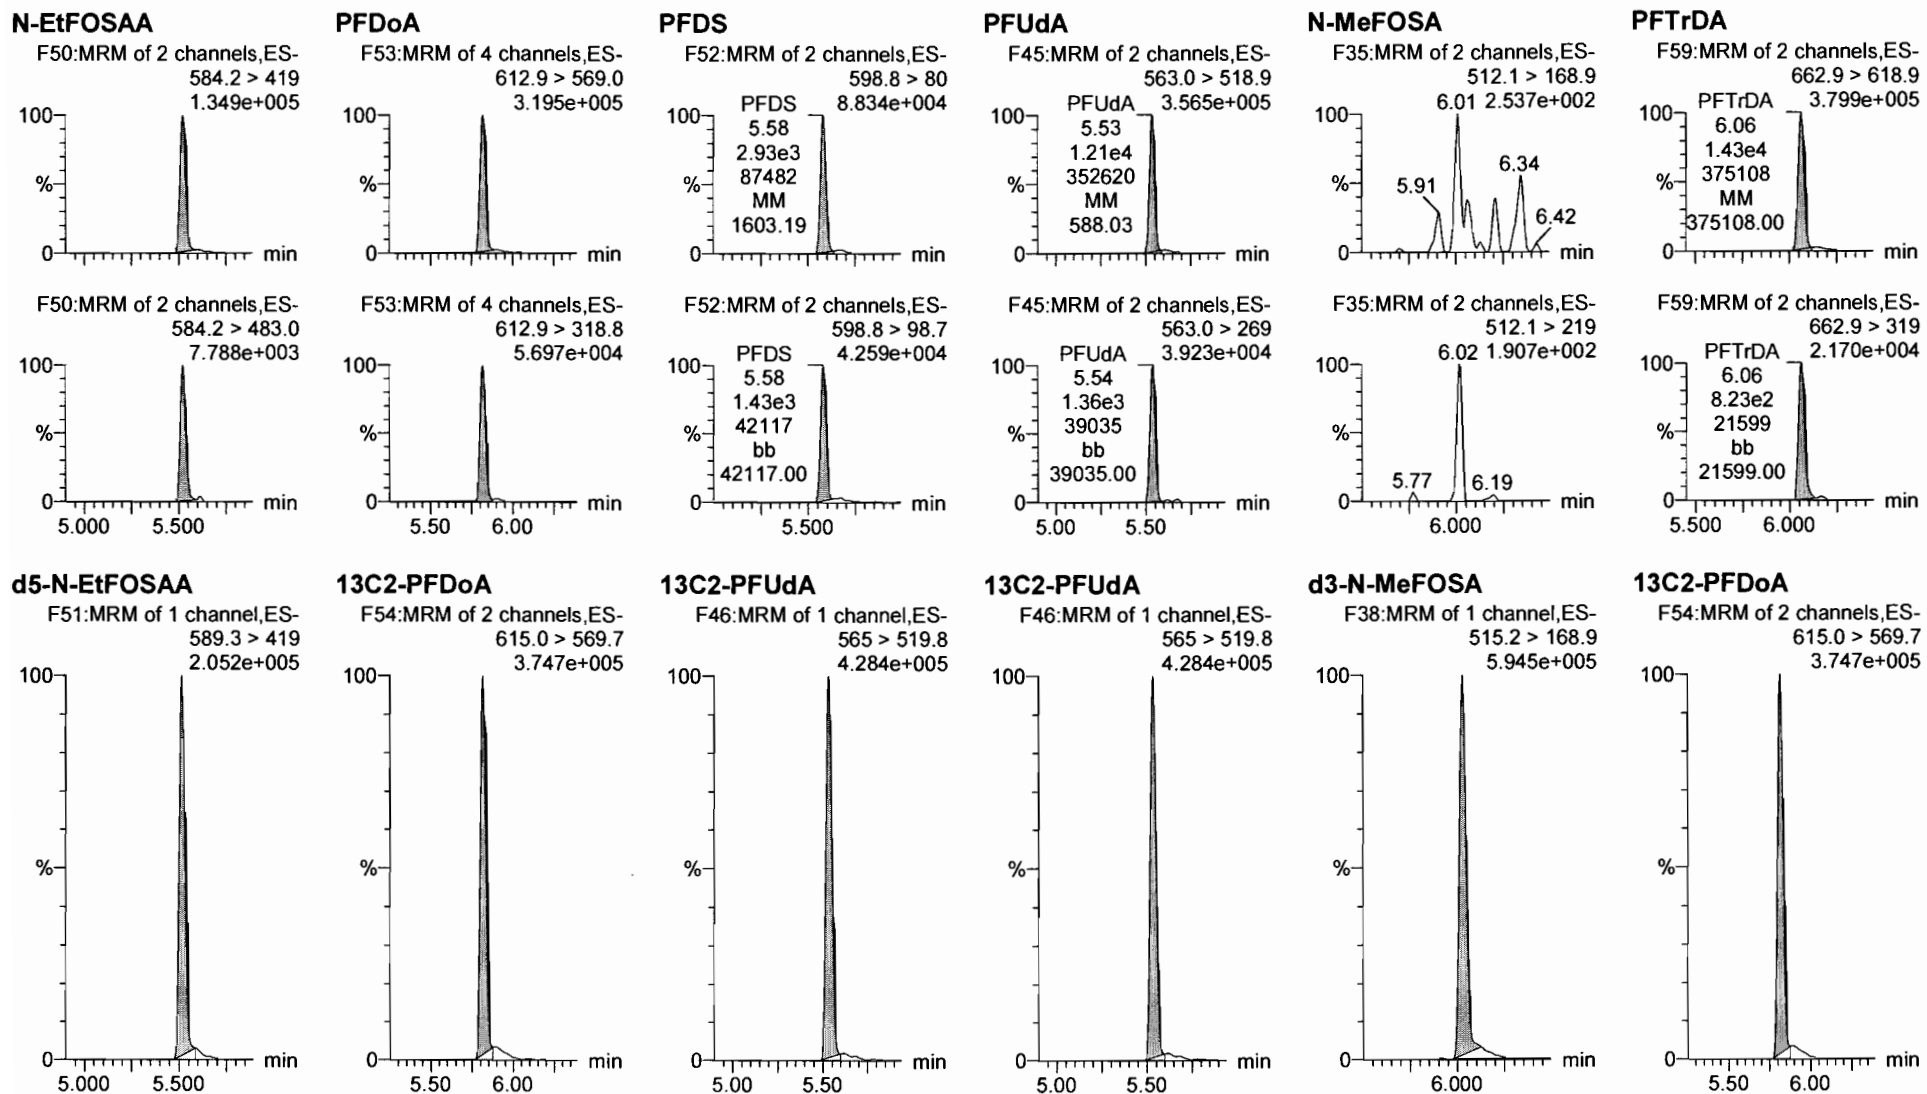 N-EtFOSAA
F50:MRM of 2 channels,ES-
584.2 > 419
1.349e+005
100
%
0
min
F50:MRM of 2 channels,ES-
584.2 > 483.0
7.788e+003
100
%
0
min
5.000 5.500
PFDoA
F53:MRM of 4 channels,ES-
612.9 > 569.0
3.195e+005
100
%
0
min
F53:MRM of 4 channels,ES-
612.9 > 318.8
5.697e+004
100
%
0
min
5.50 6.00
PFDS
F52:MRM of 2 channels,ES-
598.8 > 80
8.834e+004
100
PFDS
5.58
2.93e3
87482
MM
1603.19
%
0
min
F52:MRM of 2 channels,ES-
598.8 > 98.7
4.259e+004
100
PFDS
5.58
1.43e3
42117
bb
42117.00
%
0
min
5.500
PFUdA
F45:MRM of 2 channels,ES-
563.0 > 518.9
3.565e+005
100
PFUdA
5.53
1.21e4
352620
MM
588.03
%
0
min
F45:MRM of 2 channels,ES-
563.0 > 269
3.923e+004
100
PFUdA
5.54
1.36e3
39035
bb
39035.00
%
0
min
5.00 5.50
N-MeFOSA
F35:MRM of 2 channels,ES-
512.1 > 168.9
2.537e+002
100
6.01
6.34
5.91
6.42
%
0
min
F35:MRM of 2 channels,ES-
512.1 > 219
1.907e+002
100
6.02
5.77
6.19
%
0
min
6.000
PFTrDA
F59:MRM of 2 channels,ES-
662.9 > 618.9
3.799e+005
100
PFTrDA
6.06
1.43e4
375108
MM
375108.00
%
0
min
F59:MRM of 2 channels,ES-
662.9 > 319
2.170e+004
100
PFTrDA
6.06
8.23e2
21599
bb
21599.00
%
0
min
5.500 6.000
d5-N-EtFOSAA
F51:MRM of 1 channel,ES-
589.3 > 419
2.052e+005
100
%
0
min
5.000 5.500
13C2-PFDoA
F54:MRM of 2 channels,ES-
615.0 > 569.7
3.747e+005
100
%
0
min
5.50 6.00
13C2-PFUdA
F46:MRM of 1 channel,ES-
565 > 519.8
4.284e+005
100
%
0
min
5.00 5.50
13C2-PFUdA
F46:MRM of 1 channel,ES-
565 > 519.8
4.284e+005
100
%
0
min
5.00 5.50
d3-N-MeFOSA
F38:MRM of 1 channel,ES-
515.2 > 168.9
5.945e+005
100
%
0
min
6.000
13C2-PFDoA
F54:MRM of 2 channels,ES-
615.0 > 569.7
3.747e+005
100
%
0
min
5.50 6.00